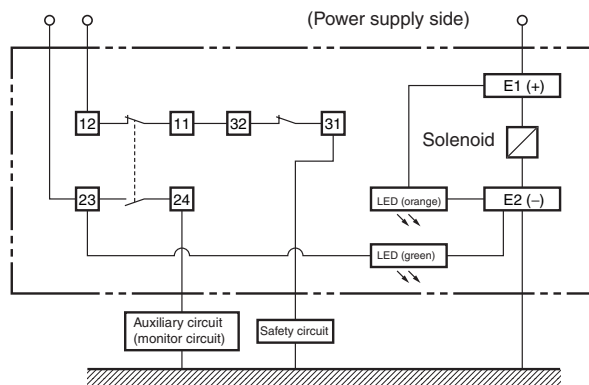 (Power supply side)
E1 (+)
12
11
32
31
Solenoid
23
24
LED (orange)
E2 (−)
LED (green)
Auxiliary circuit
(monitor circuit)
Safety circuit